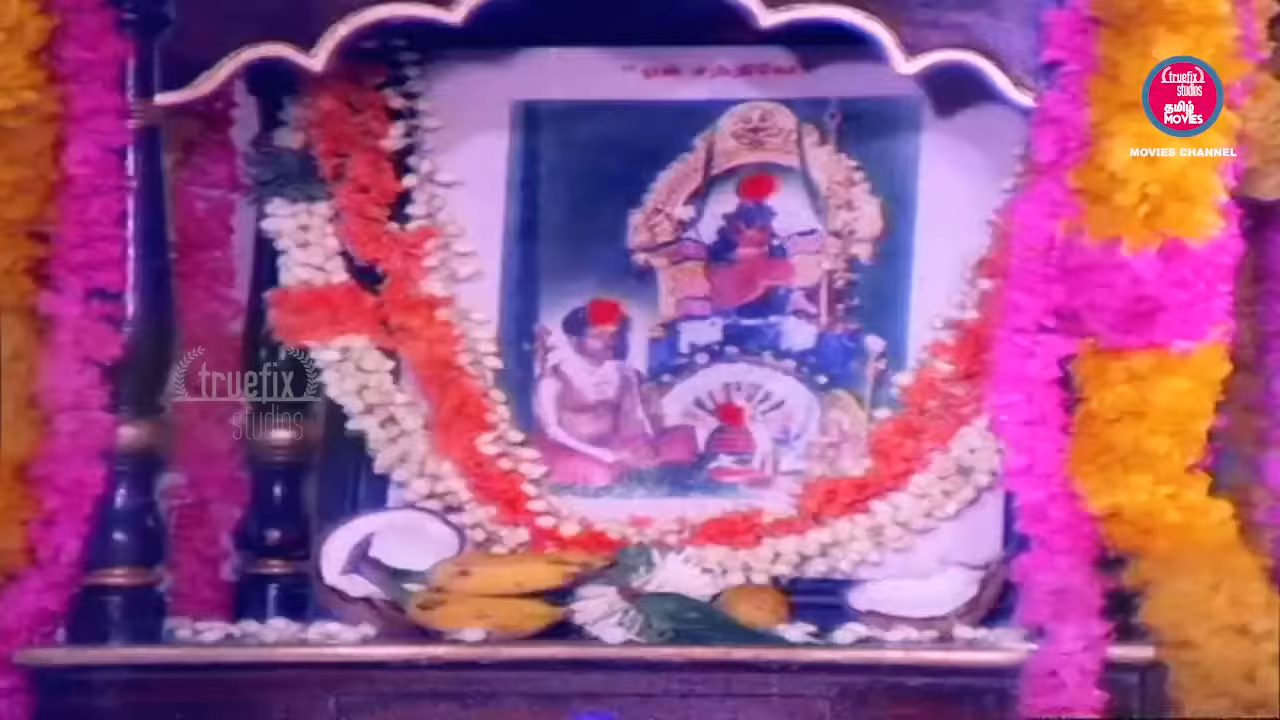 truefix
studios
தமிழ்
MOVIES
MOVIES CHANNEL
truefix
studios